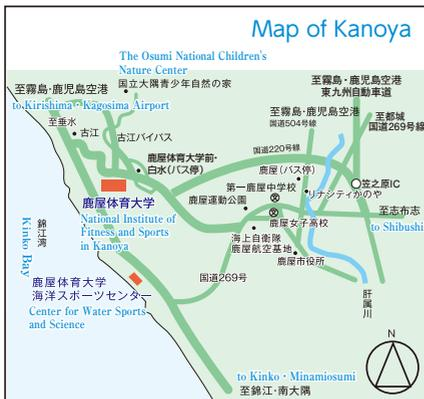 Map of Kanoya
The Osumi National Children's
Nature Center
国立大隅青少年自然の家
至霧島・鹿児島空港
to Kirishima・Kagosima Airport
至垂水
古江
古江バイパス
至霧島・鹿児島空港
東九州自動車道
至霧島・鹿児島空港
国道504号線
至都城
国道269号線
国道220号線
鹿屋体育大学前・
白水(バス停)
鹿屋(バス停)
第一鹿屋中学校
リナシティかのや
笠之原IC
鹿屋体育大学
National Institute of
Fitness and Sports
in Kanoya
鹿屋運動公園
鹿屋女子高校
至志布志
to Shibushi
海上自衛隊
鹿屋航空基地
鹿屋市役所
錦江湾
Kinko Bay
鹿屋体育大学
海洋スポーツセンター
Center for Water Sports
and Science
国道269号
肝属川
N
to Kinko・Minamiosumi
至錦江・南大隅